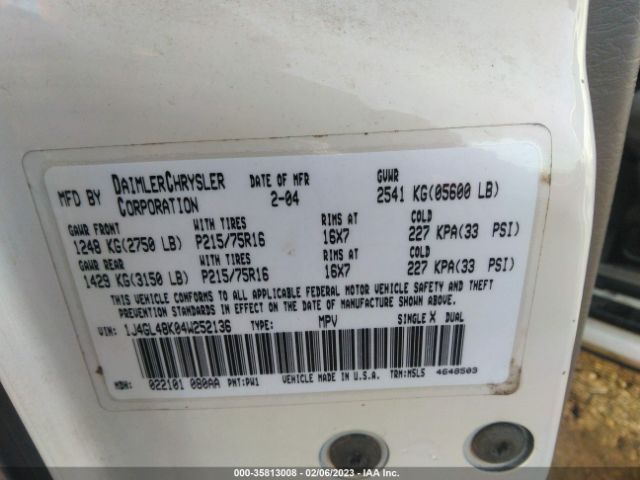 MFD BY DAIMLERCHRYSLER CORPORATION DATE OF MFR 2-04 GVWR 2541 KG(05600 LB)
GAWR FRONT WITH TIRES RIMS AT COLD
1248 KG(2750 LB) P215/75R16 16X7 227 KPA(33 PSI)
GAWR REAR WITH TIRES RIMS AT COLD
1429 KG(3150 LB) P215/75R16 16X7 227 KPA(33 PSI)
THIS VEHICLE CONFORMS TO ALL APPLICABLE FEDERAL MOTOR VEHICLE SAFETY AND THEFT
PREVENTION STANDARDS IN EFFECT ON THE DATE OF MANUFACTURE SHOWN ABOVE.
VIN: 1J4GL48K04W252136 TYPE: MPV SINGLE X DUAL
MDH: 022101 080AA PNT:PW1 VEHICLE MADE IN U.S.A. TRM:MSL5 4648503
000-35813008 - 02/06/2023 - IAA Inc.